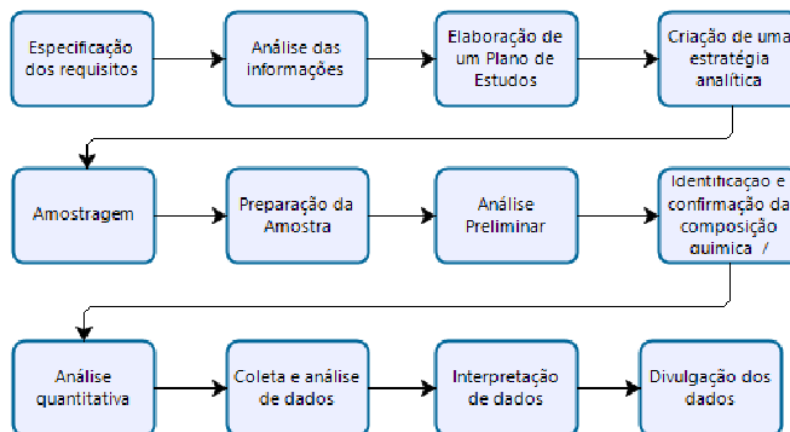 Especificação
dos requisitos
Análise das
informações
Elaboração de
um Plano de
Estudos
Criação de uma
estratégia
analítica
Amostragem
Preparação da
Amostra
Análise
Preliminar
Identificação e
confirmação da
composição
química /
Análise
quantitativa
Coleta e análise
de dados
Interpretação
de dados
Divulgação dos
dados